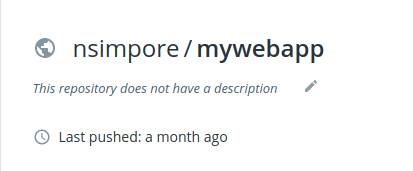 nsimpore / mywebapp
This repository does not have a description
Last pushed: a month ago